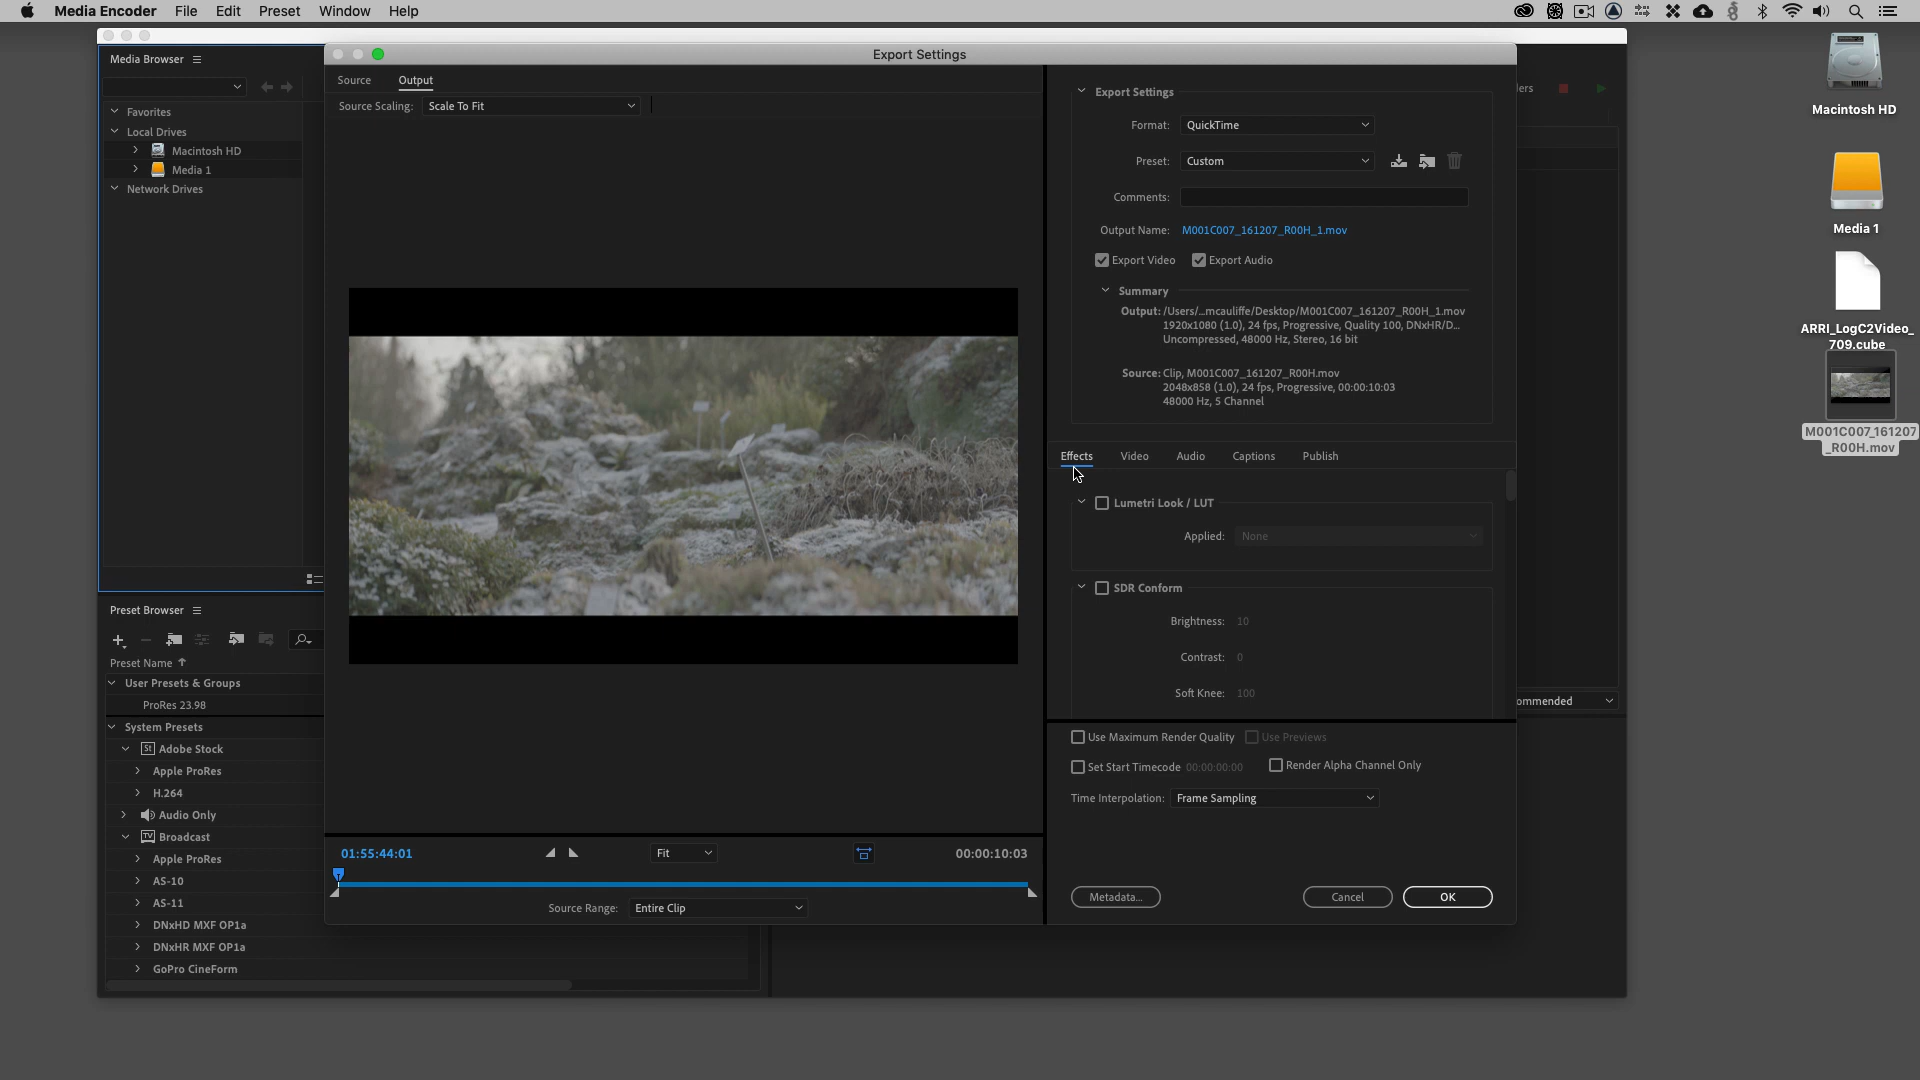 Media Encoder File Edit Preset Window Help
Export Settings
Media Browser
Favorites
Local Drives
Macintosh HD
Media 1
Network Drives
Source Output
Source Scaling: Scale To Fit
Export Settings
Format: QuickTime
Preset: Custom
Comments:
Output Name: M001C007_161207_R00H_1.mov
Export Video Export Audio
Summary
Output: /Users/...mcauliffe/Desktop/M001C007_161207_R00H_1.mov
1920x1080 (1.0), 24 fps, Progressive, Quality 100, DNxHR/D...
Uncompressed, 48000 Hz, Stereo, 16 bit
Source: Clip, M001C007_161207_R00H.mov
2048x858 (1.0), 24 fps, Progressive, 00:00:10:03
48000 Hz, 5 Channel
Effects Video Audio Captions Publish
Lumetri Look / LUT
Applied: None
SDR Conform
Brightness: 10
Contrast: 0
Soft Knee: 100
Use Maximum Render Quality Use Previews
Set Start Timecode 00:00:00:00 Render Alpha Channel Only
Time Interpolation: Frame Sampling
Metadata... Cancel OK
01:55:44:01 Fit 00:00:10:03
Source Range: Entire Clip
Preset Browser
Preset Name
User Presets & Groups
ProRes 23.98
System Presets
St Adobe Stock
Apple ProRes
H.264
Audio Only
TV Broadcast
Apple ProRes
AS-10
AS-11
DNxHD MXF OP1a
DNxHR MXF OP1a
GoPro CineForm
ders
ommended
Macintosh HD
Media 1
ARRI_LogC2Video_
709.cube
M001C007_161207
_R00H.mov